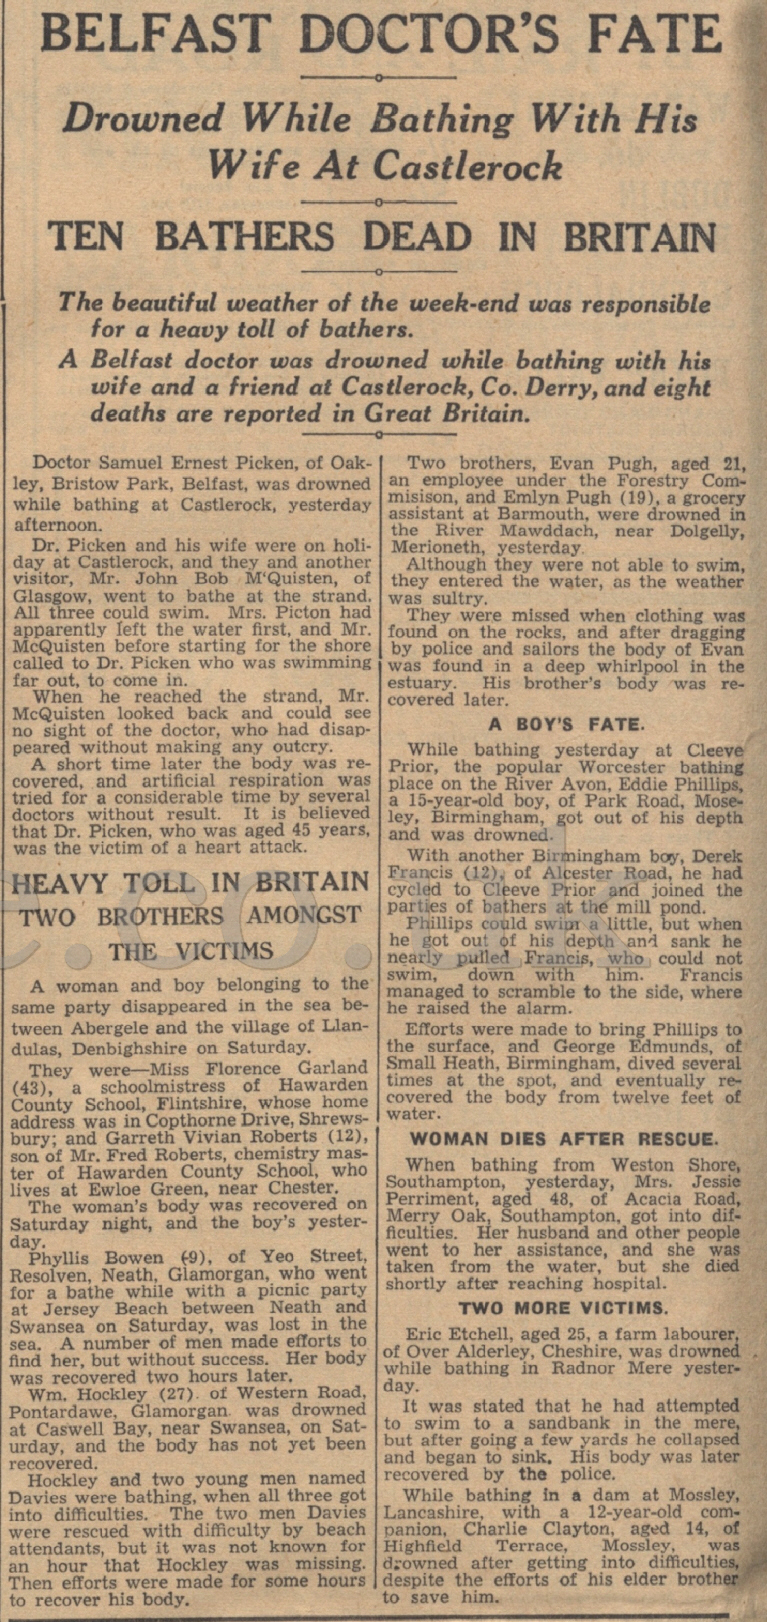 BELFAST DOCTOR'S FATE
Drowned While Bathing With His
Wife At Castlerock
TEN BATHERS DEAD IN BRITAIN
The beautiful weather of the week-end was responsible
for a heavy toll of bathers.
A Belfast doctor was drowned while bathing with his
wife and a friend at Castlerock, Co. Derry, and eight
deaths are reported in Great Britain.
Doctor Samuel Ernest Picken, of Oak-
ley, Bristow Park, Belfast, was drowned
while bathing at Castlerock, yesterday
afternoon.
Dr. Picken and his wife were on holi-
day at Castlerock, and they and another
visitor, Mr. John Bob M'Quisten, of
Glasgow, went to bathe at the strand.
All three could swim. Mrs. Picton had
apparently left the water first, and Mr.
McQuisten before starting for the shore
called to Dr. Picken who was swimming
far out, to come in.
When he reached the strand, Mr.
McQuisten looked back and could see
no sight of the doctor, who had disap-
peared without making any outcry.
A short time later the body was re-
covered, and artificial respiration was
tried for a considerable time by several
doctors without result. It is believed
that Dr. Picken, who was aged 45 years,
was the victim of a heart attack.
HEAVY TOLL IN BRITAIN
TWO BROTHERS AMONGST
THE VICTIMS
A woman and boy belonging to the
same party disappeared in the sea be-
tween Abergele and the village of Llan-
dulas, Denbighshire on Saturday.
They were—Miss Florence Garland
(43), a schoolmistress of Hawarden
County School, Flintshire, whose home
address was in Copthorne Drive, Shrews-
bury; and Garreth Vivian Roberts (12),
son of Mr. Fred Roberts, chemistry mas-
ter of Hawarden County School, who
lives at Ewloe Green, near Chester.
The woman's body was recovered on
Saturday night, and the boy's yester-
day.
Phyllis Bowen (9), of Yeo Street,
Resolven, Neath, Glamorgan, who went
for a bathe while with a picnic party
at Jersey Beach between Neath and
Swansea on Saturday, was lost in the
sea. A number of men made efforts to
find her, but without success. Her body
was recovered two hours later.
Wm. Hockley (27) of Western Road,
Pontardawe, Glamorgan was drowned
at Caswell Bay, near Swansea, on Sat-
urday, and the body has not yet been
recovered.
Hockley and two young men named
Davies were bathing, when all three got
into difficulties. The two men Davies
were rescued with difficulty by beach
attendants, but it was not known for
an hour that Hockley was missing.
Then efforts were made for some hours
to recover his body.
Two brothers, Evan Pugh, aged 21,
an employee under the Forestry Com-
misison, and Emlyn Pugh (19), a grocery
assistant at Barmouth, were drowned in
the River Mawddach, near Dolgelly,
Merioneth, yesterday.
Although they were not able to swim,
they entered the water, as the weather
was sultry.
They were missed when clothing was
found on the rocks, and after dragging
by police and sailors the body of Evan
was found in a deep whirlpool in the
estuary. His brother's body was re-
covered later.
A BOY'S FATE.
While bathing yesterday at Cleeve
Prior, the popular Worcester bathing
place on the River Avon, Eddie Phillips,
a 15-year-old boy, of Park Road, Mose-
ley, Birmingham, got out of his depth
and was drowned.
With another Birmingham boy, Derek
Francis (12), of Alcester Road, he had
cycled to Cleeve Prior and joined the
parties of bathers at the mill pond.
Phillips could swim a little, but when
he got out of his depth and sank he
nearly pulled Francis, who could not
swim, down with him. Francis
managed to scramble to the side, where
he raised the alarm.
Efforts were made to bring Phillips to
the surface, and George Edmunds, of
Small Heath, Birmingham, dived several
times at the spot, and eventually re-
covered the body from twelve feet of
water.
WOMAN DIES AFTER RESCUE.
When bathing from Weston Shore,
Southampton, yesterday, Mrs. Jessie
Perriment, aged 48, of Acacia Road,
Merry Oak, Southampton, got into dif-
ficulties. Her husband and other people
went to her assistance, and she was
taken from the water, but she died
shortly after reaching hospital.
TWO MORE VICTIMS.
Eric Etchell, aged 25, a farm labourer,
of Over Alderley, Cheshire, was drowned
while bathing in Radnor Mere yester-
day.
It was stated that he had attempted
to swim to a sandbank in the mere,
but after going a few yards he collapsed
and began to sink. His body was later
recovered by the police.
While bathing in a dam at Mossley,
Lancashire, with a 12-year-old com-
panion, Charlie Clayton, aged 14, of
Highfield Terrace, Mossley, was
drowned after getting into difficulties,
despite the efforts of his elder brother
to save him.